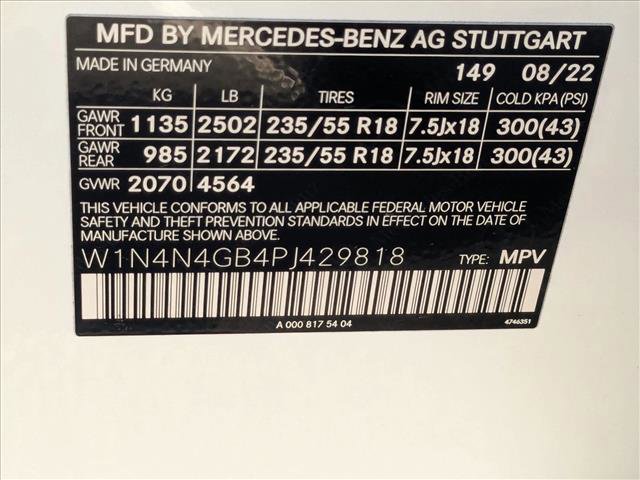 MFD BY MERCEDES-BENZ AG STUTTGART
MADE IN GERMANY 149 08/22
KG LB TIRES RIM SIZE COLD KPA(PSI)
GAWR FRONT 1135 2502 235/55 R18 7.5Jx18 300(43)
GAWR REAR 985 2172 235/55 R18 7.5Jx18 300(43)
GVWR 2070 4564
THIS VEHICLE CONFORMS TO ALL APPLICABLE FEDERAL MOTOR VEHICLE
SAFETY AND THEFT PREVENTION STANDARDS IN EFFECT ON THE DATE
OF MANUFACTURE SHOWN ABOVE.
W1N4N4GB4PJ429818 TYPE: MPV
A 000 817 54 04 4746351